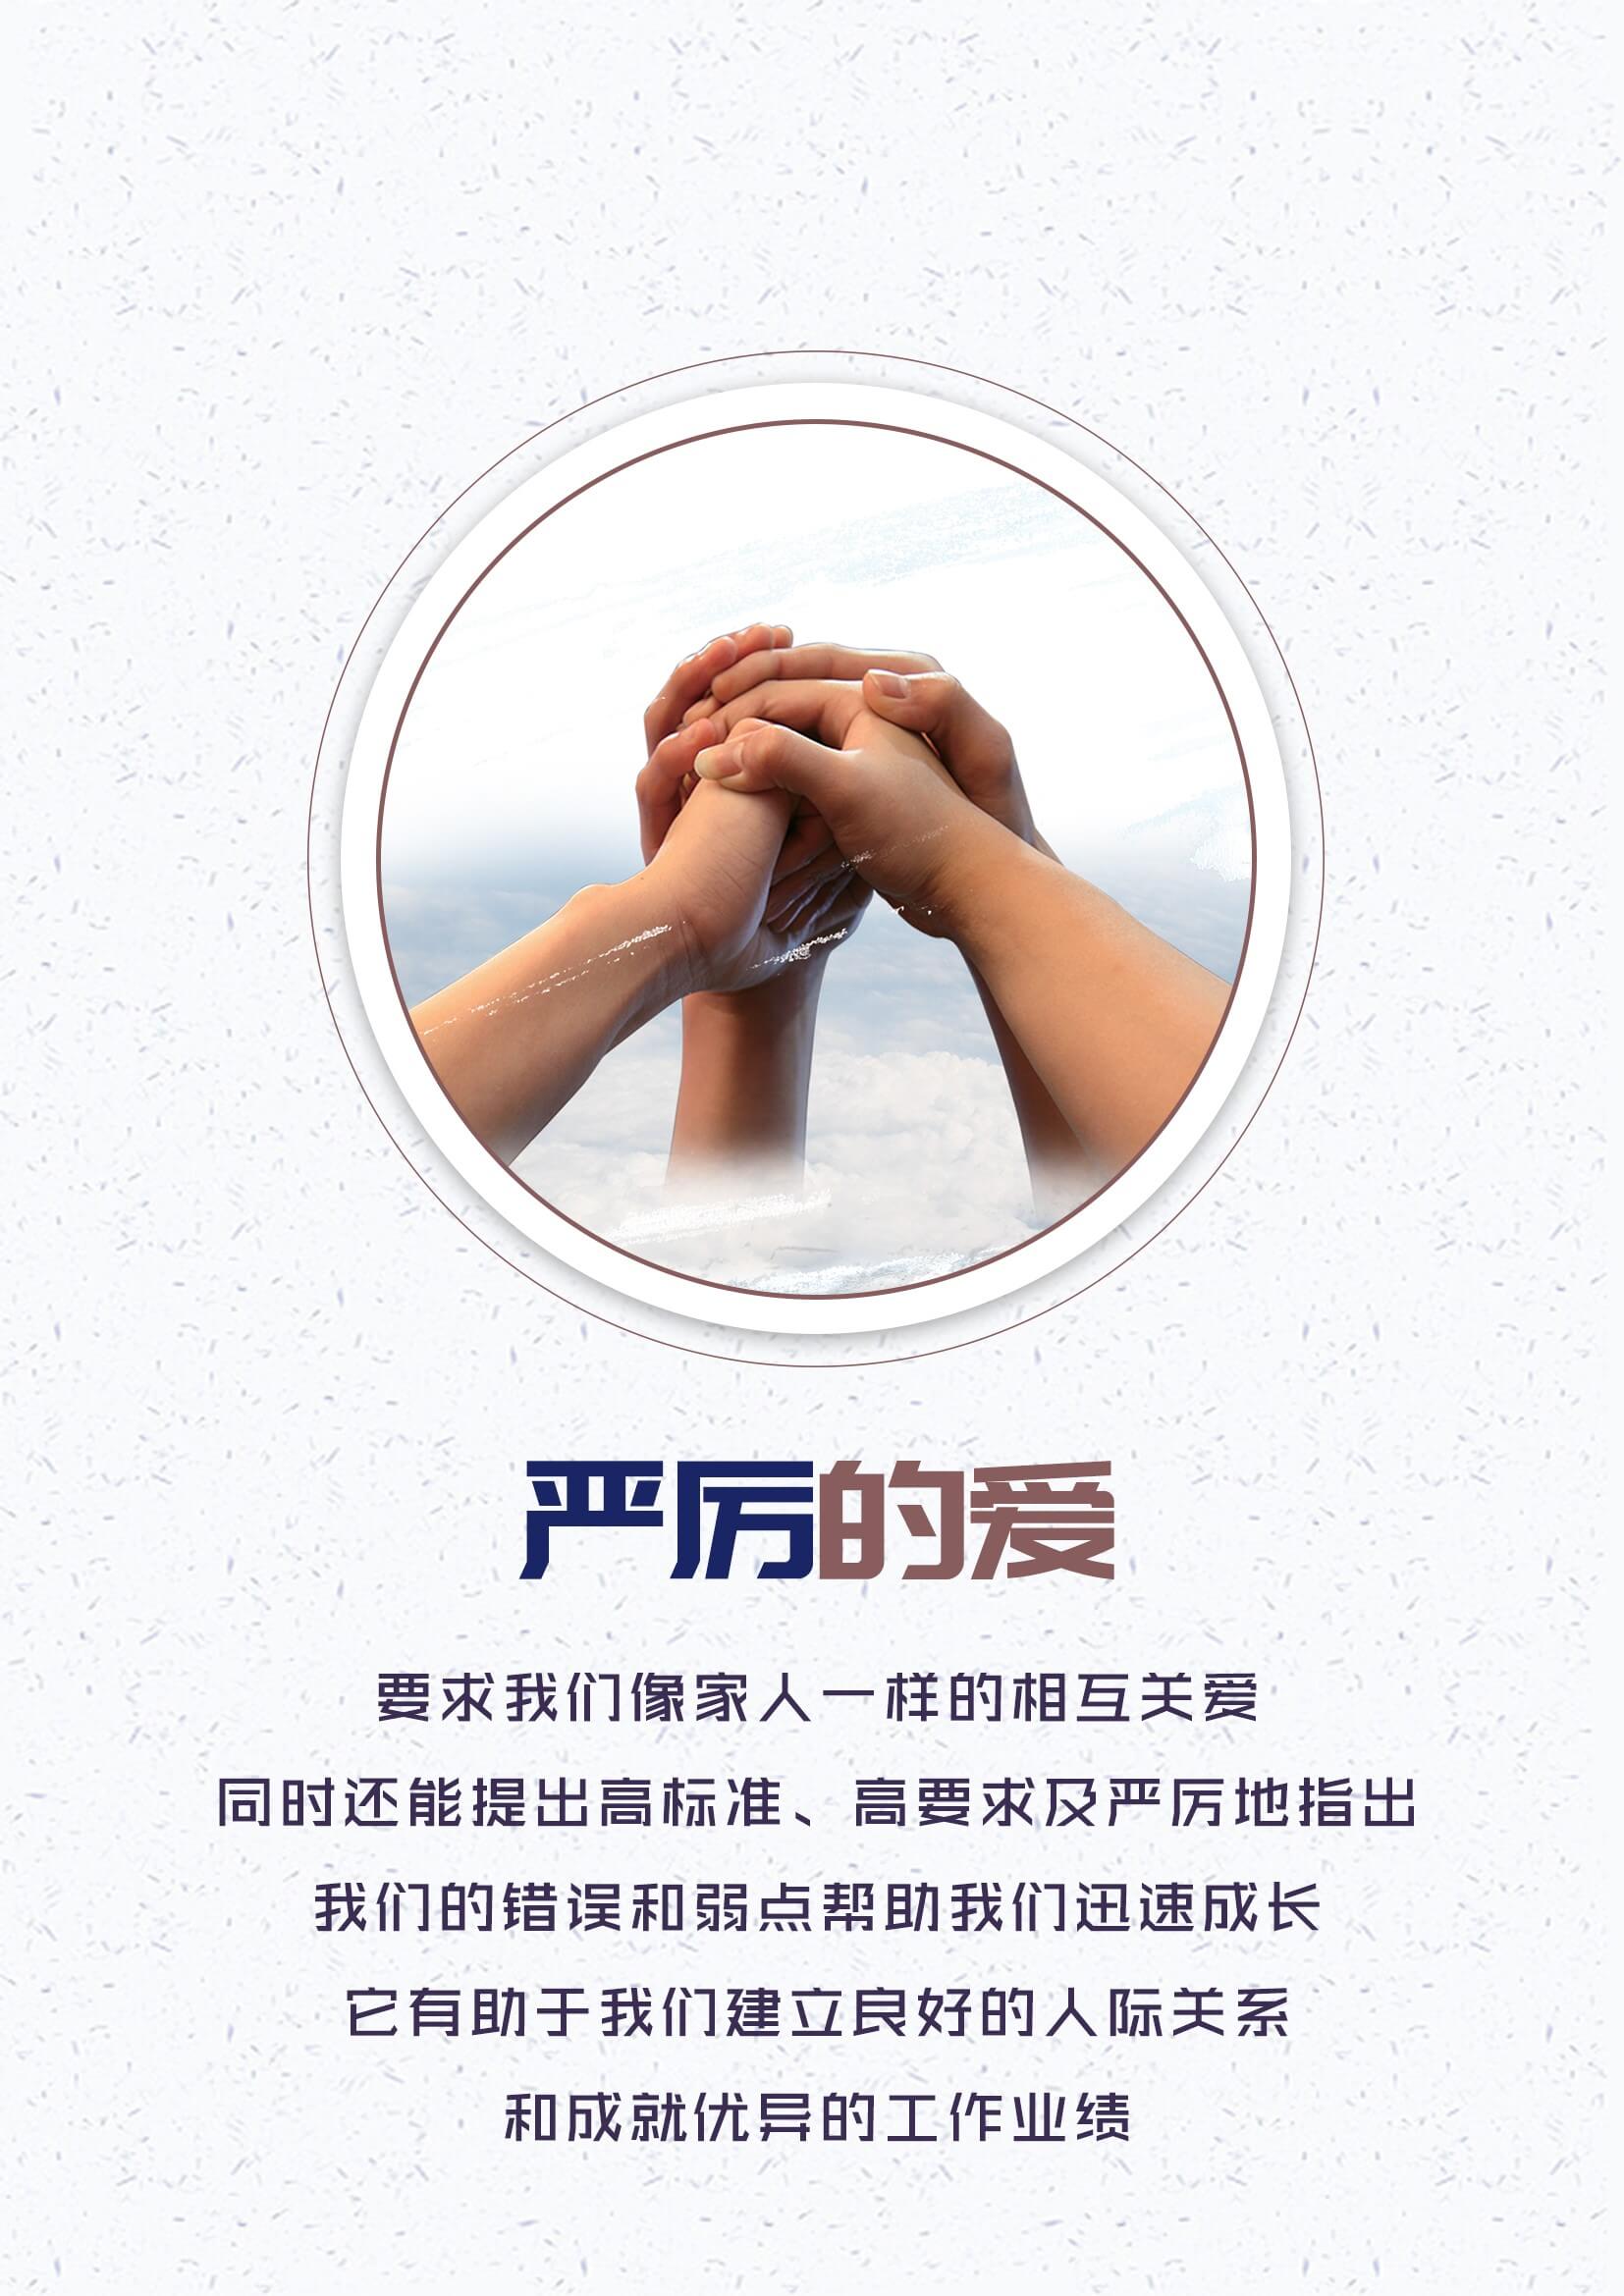 严厉的爱
要求我们像家人一样的相互关爱
同时还能提出高标准、高要求及严厉地指出
我们的错误和弱点帮助我们迅速成长
它有助于我们建立良好的人际关系
和成就优异的工作业绩